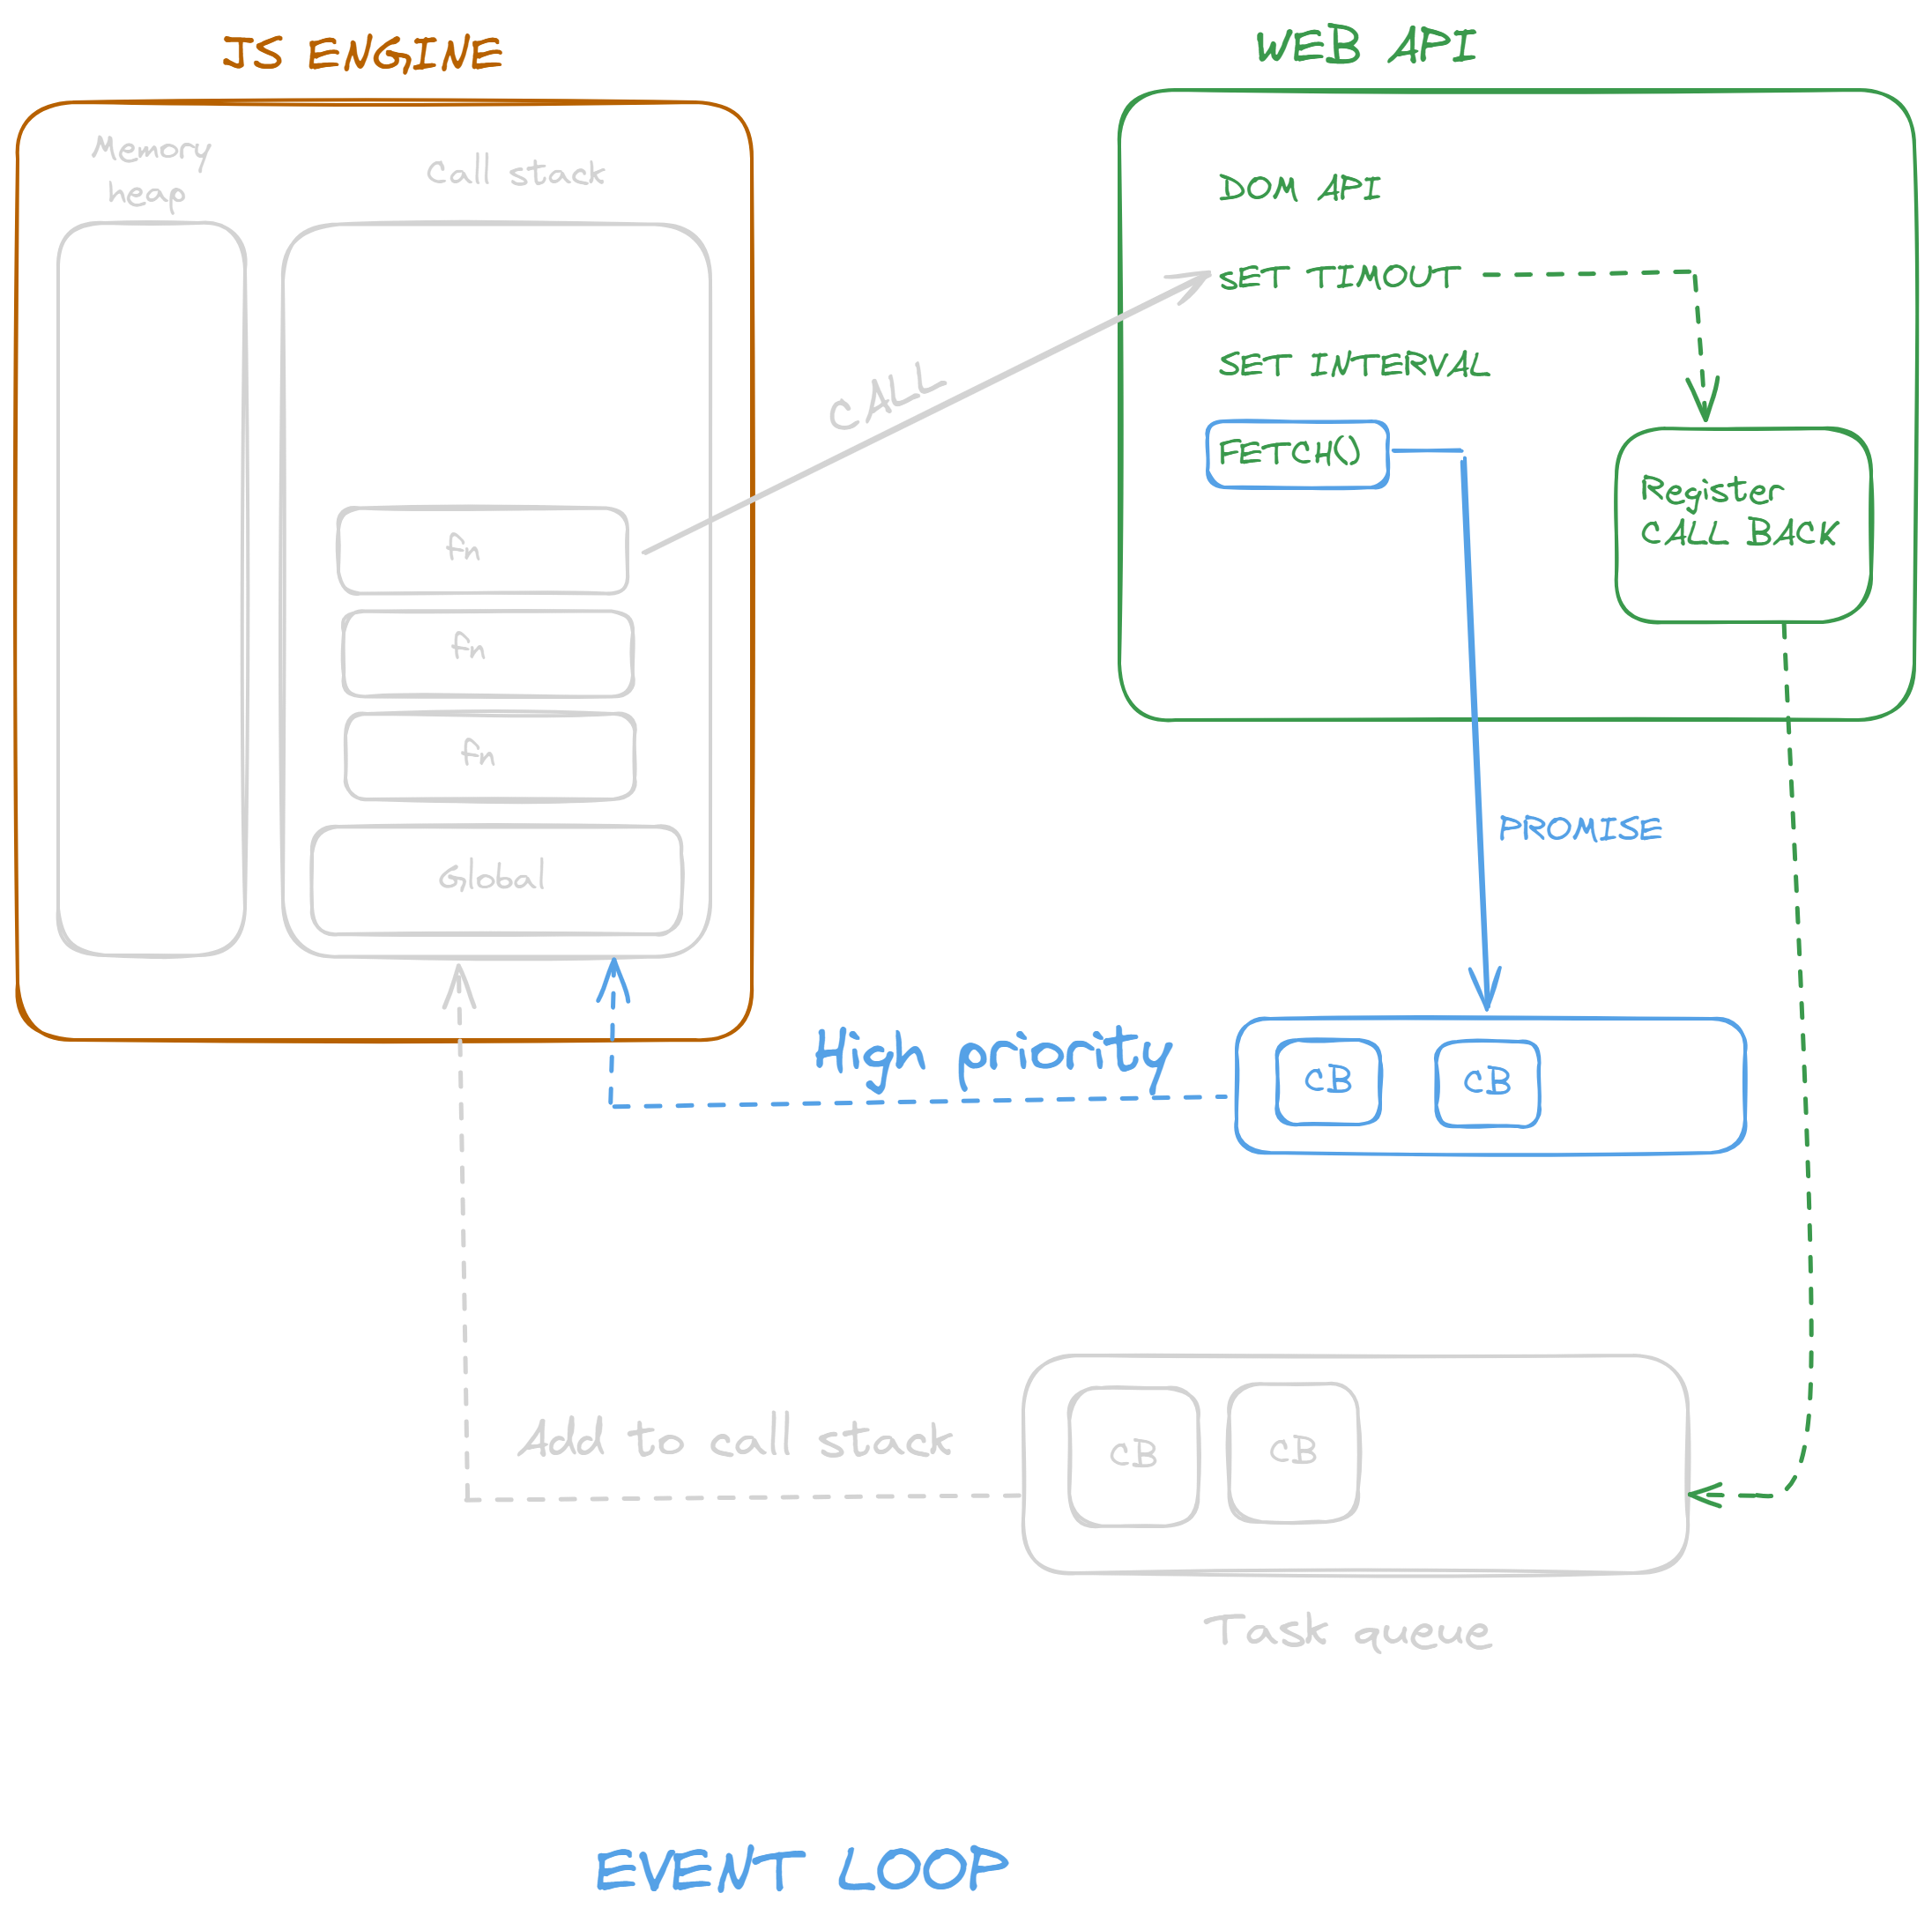 JS ENGINE
WEB API
Memory
heap
Call stack
DOM API
SET TIMOUT
SET INTERVAL
FETCH()
Register
CALL BACK
CALL
fn
fn
fn
Global
PROMISE
High priority
CB
CB
Add to call stack
CB
CB
Task queue
EVENT LOOP